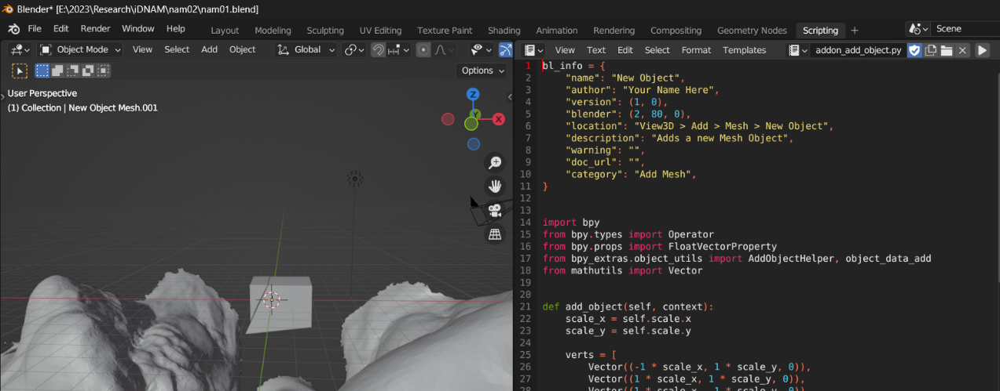 Blender* [E:\2023\Research\iDNAM\nam02\nam01.blend]
File Edit Render Window Help Layout Modeling Sculpting UV Editing Texture Paint Shading Animation Rendering Compositing Geometry Nodes Scripting + Scene
Object Mode View Select Add Object Global
View Text Edit Select Format Templates addon_add_object.py
Options
User Perspective
(1) Collection | New Object Mesh.001
Z
Y
X
1 bl_info = {
2 "name": "New Object",
3 "author": "Your Name Here",
4 "version": (1, 0),
5 "blender": (2, 80, 0),
6 "location": "View3D > Add > Mesh > New Object",
7 "description": "Adds a new Mesh Object",
8 "warning": "",
9 "doc_url": "",
10 "category": "Add Mesh",
11 }
12
13
14 import bpy
15 from bpy.types import Operator
16 from bpy.props import FloatVectorProperty
17 from bpy_extras.object_utils import AddObjectHelper, object_data_add
18 from mathutils import Vector
19
20
21 def add_object(self, context):
22 scale_x = self.scale.x
23 scale_y = self.scale.y
24
25 verts = [
26 Vector((-1 * scale_x, 1 * scale_y, 0)),
27 Vector((1 * scale_x, 1 * scale_y, 0)),